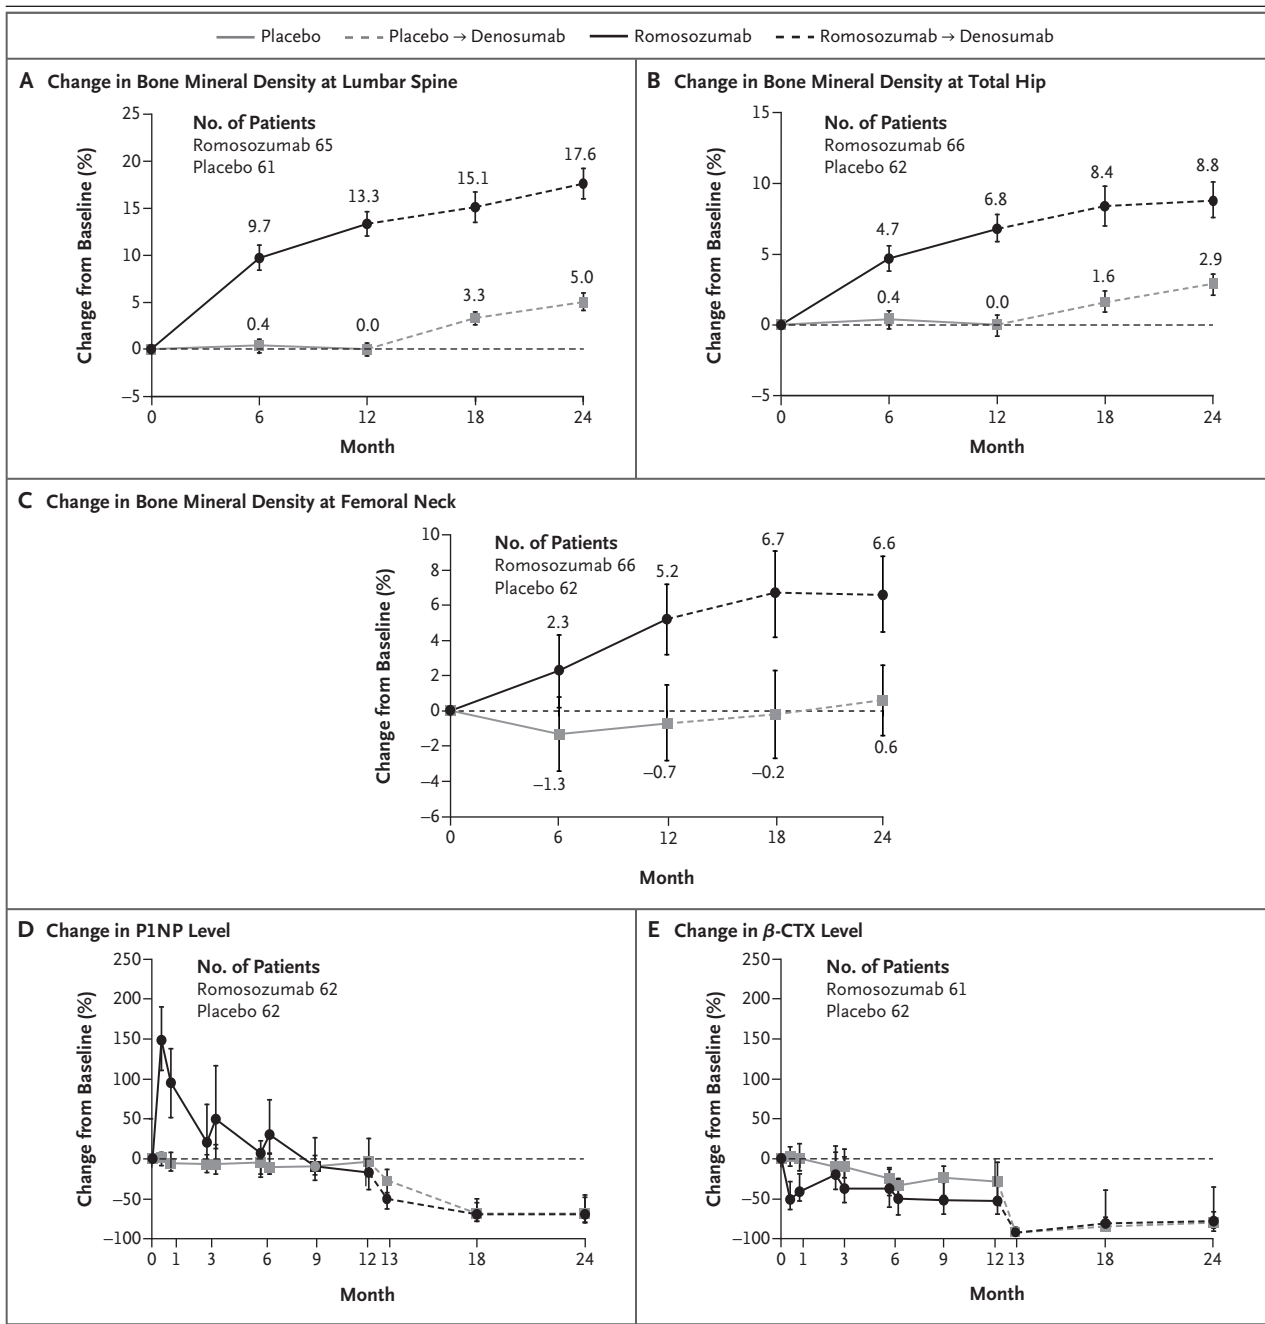 Placebo Placebo → Denosumab Romosozumab Romosozumab → Denosumab
A Change in Bone Mineral Density at Lumbar Spine
No. of Patients
Romosozumab 65
Placebo 61
Change from Baseline (%)
25
20
15
10
5
0
−5
9.7
13.3
15.1
17.6
0.4
0.0
3.3
5.0
0 6 12 18 24
Month
B Change in Bone Mineral Density at Total Hip
No. of Patients
Romosozumab 66
Placebo 62
Change from Baseline (%)
15
10
5
0
−5
4.7
6.8
8.4
8.8
0.4
0.0
1.6
2.9
0 6 12 18 24
Month
C Change in Bone Mineral Density at Femoral Neck
No. of Patients
Romosozumab 66
Placebo 62
Change from Baseline (%)
10
8
6
4
2
0
−2
−4
−6
2.3
5.2
6.7
6.6
−1.3
−0.7
−0.2
0.6
0 6 12 18 24
Month
D Change in P1NP Level
No. of Patients
Romosozumab 62
Placebo 62
Change from Baseline (%)
250
200
150
100
50
0
−50
−100
0 1 3 6 9 12 13 18 24
Month
E Change in β-CTX Level
No. of Patients
Romosozumab 61
Placebo 62
Change from Baseline (%)
250
200
150
100
50
0
−50
−100
0 1 3 6 9 12 13 18 24
Month